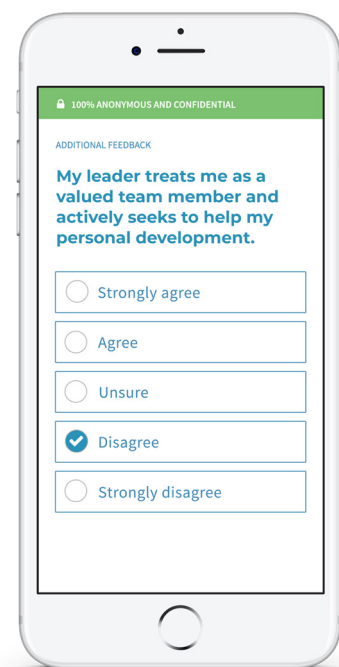 100% ANONYMOUS AND CONFIDENTIAL
ADDITIONAL FEEDBACK
My leader treats me as a
valued team member and
actively seeks to help my
personal development.
Strongly agree
Agree
Unsure
Disagree
Strongly disagree